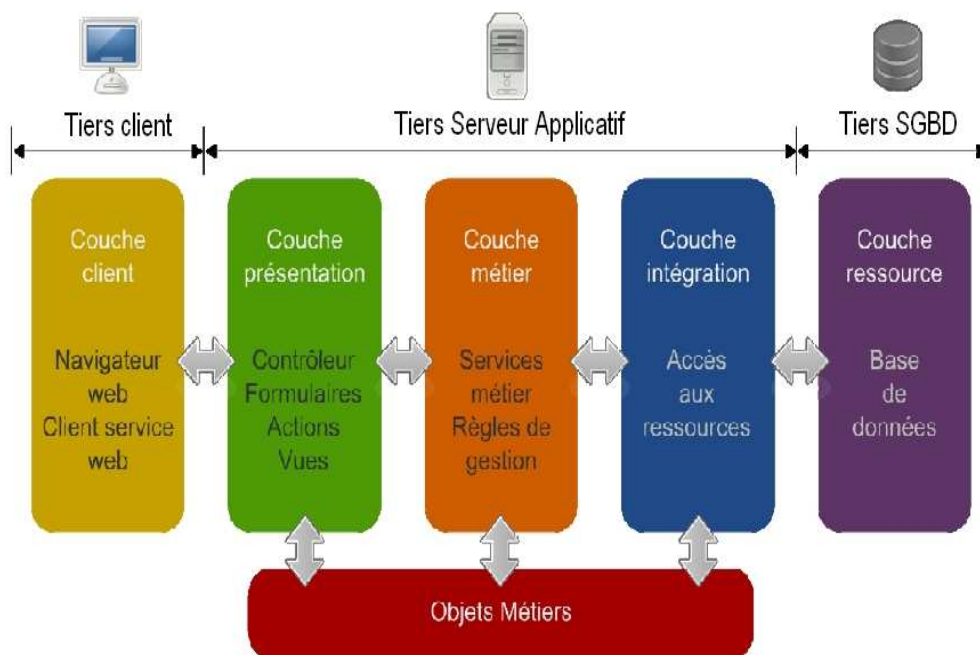 Tiers client
Tiers Serveur Applicatif
Tiers SGBD
Couche
client
Navigateur
web
Client service
web
Couche
présentation
Contrôleur
Formulaires
Actions
Vues
Couche
métier
Services
métier
Règles de
gestion
Couche
intégration
Accès
aux
ressources
Couche
ressource
Base
de
données
Objets Métiers